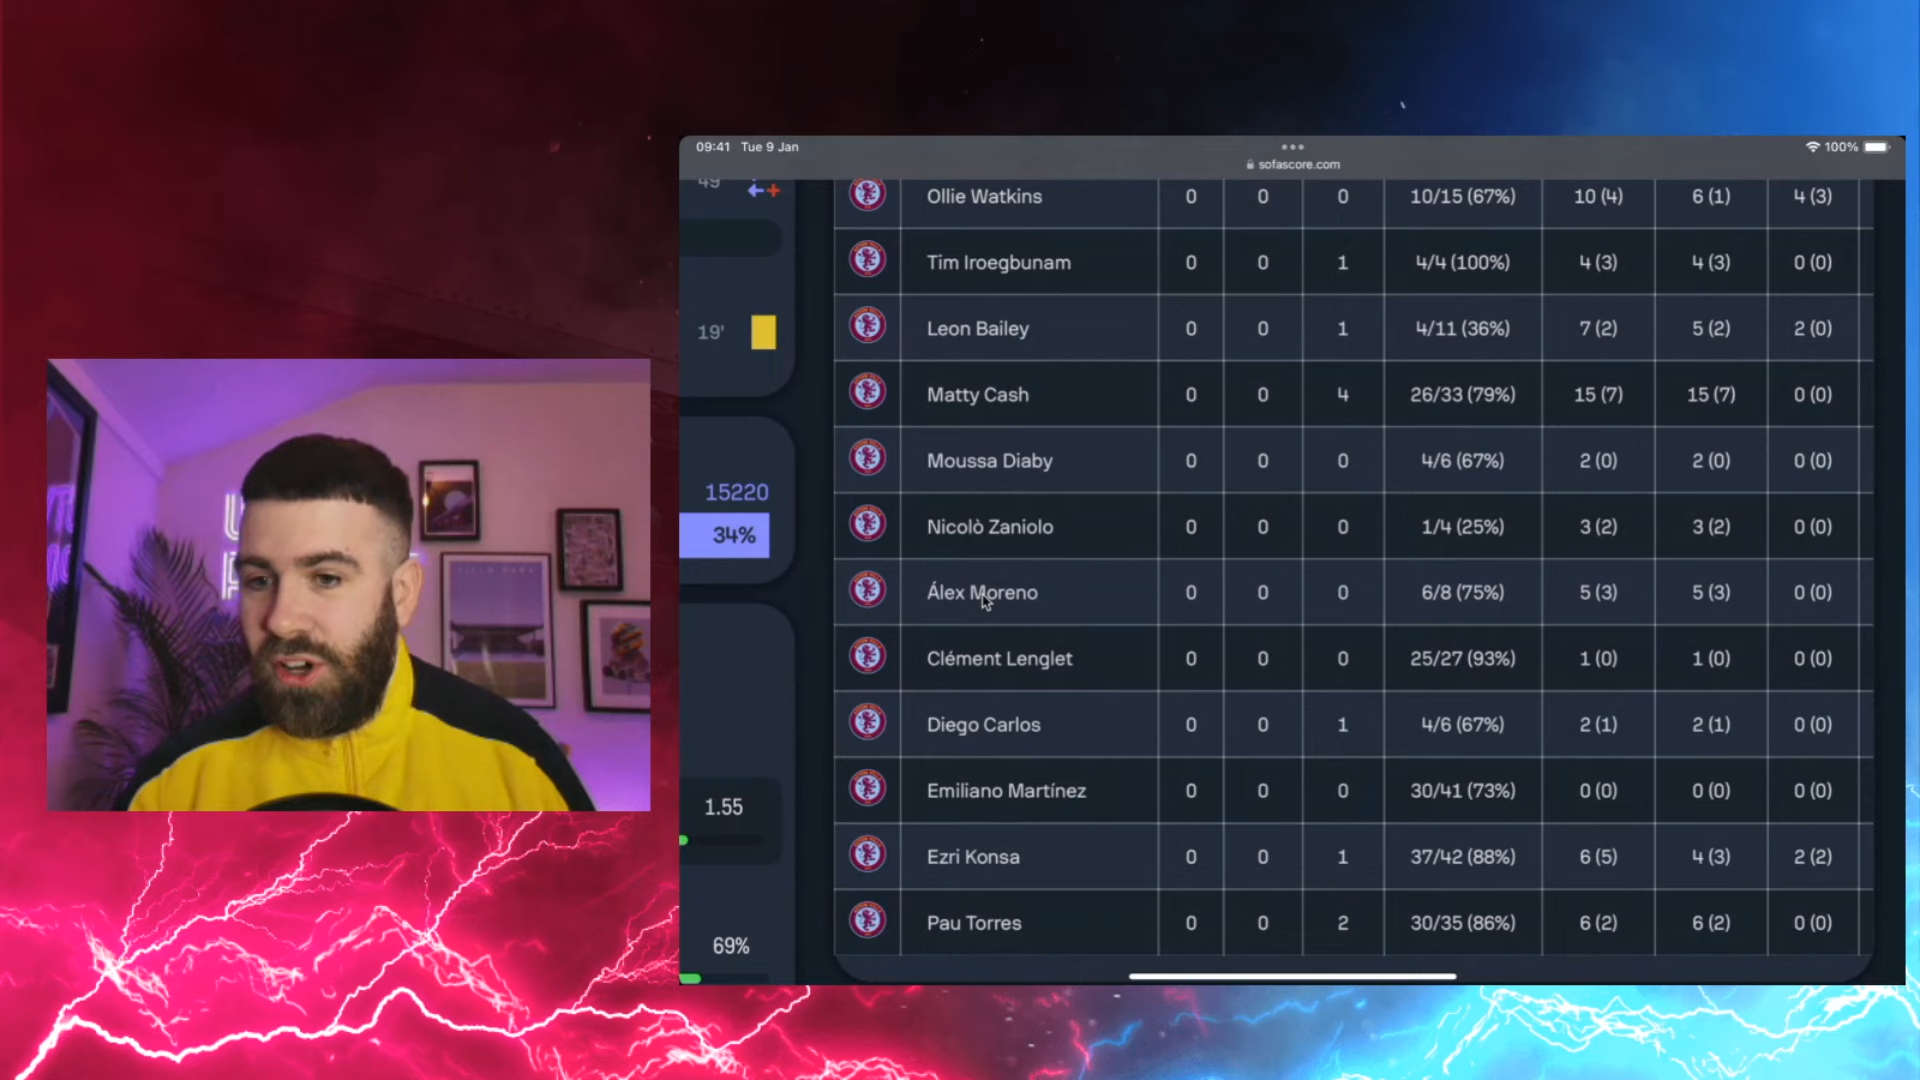 09:41 Tue 9 Jan
100%
sofascore.com
49'
19'
15220
34%
1.55
69%
Ollie Watkins 0 0 0 10/15 (67%) 10 (4) 6 (1) 4 (3)
Tim Iroegbunam 0 0 1 4/4 (100%) 4 (3) 4 (3) 0 (0)
Leon Bailey 0 0 1 4/11 (36%) 7 (2) 5 (2) 2 (0)
Matty Cash 0 0 4 26/33 (79%) 15 (7) 15 (7) 0 (0)
Moussa Diaby 0 0 0 4/6 (67%) 2 (0) 2 (0) 0 (0)
Nicolò Zaniolo 0 0 0 1/4 (25%) 3 (2) 3 (2) 0 (0)
Álex Moreno 0 0 0 6/8 (75%) 5 (3) 5 (3) 0 (0)
Clément Lenglet 0 0 0 25/27 (93%) 1 (0) 1 (0) 0 (0)
Diego Carlos 0 0 1 4/6 (67%) 2 (1) 2 (1) 0 (0)
Emiliano Martínez 0 0 0 30/41 (73%) 0 (0) 0 (0) 0 (0)
Ezri Konsa 0 0 1 37/42 (88%) 6 (5) 4 (3) 2 (2)
Pau Torres 0 0 2 30/35 (86%) 6 (2) 6 (2) 0 (0)